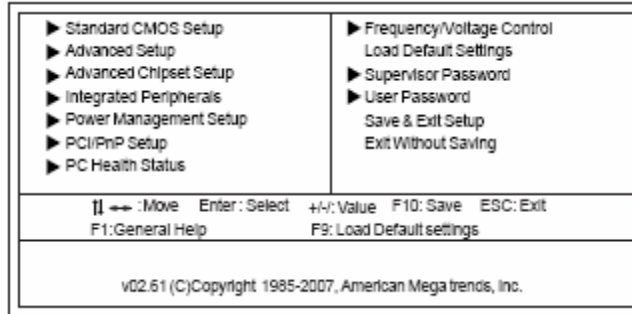 ▶ Standard CMOS Setup
▶ Advanced Setup
▶ Advanced Chipset Setup
▶ Integrated Peripherals
▶ Power Management Setup
▶ PCI/PnP Setup
▶ PC Health Status
▶ Frequency/Voltage Control
Load Default Settings
▶ Supervisor Password
▶ User Password
Save & Exit Setup
Exit Without Saving
↑↓ ←→ :Move Enter : Select +/-/: Value F10: Save ESC: Exit
F1:General Help F9: Load Default settings
v02.61 (C)Copyright 1985-2007, American Megatrends, Inc.